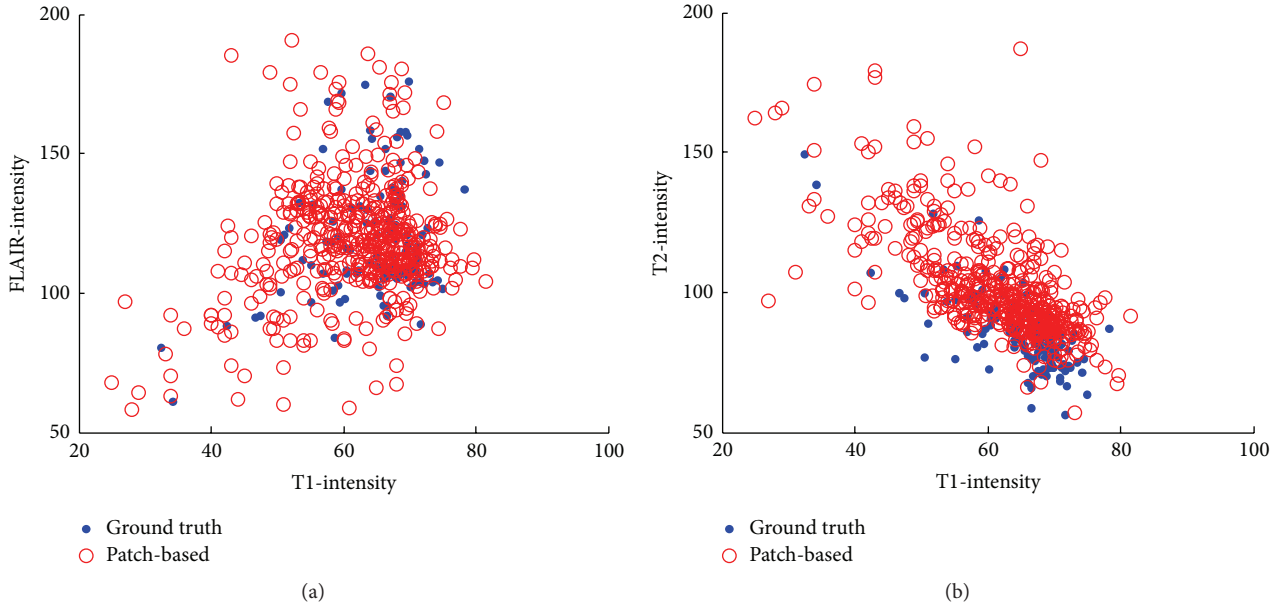 200
150
100
50
FLAIR-intensity
20
40
60
80
100
T1-intensity
Ground truth
Patch-based
(a)
200
150
100
50
T2-intensity
20
40
60
80
100
T1-intensity
Ground truth
Patch-based
(b)